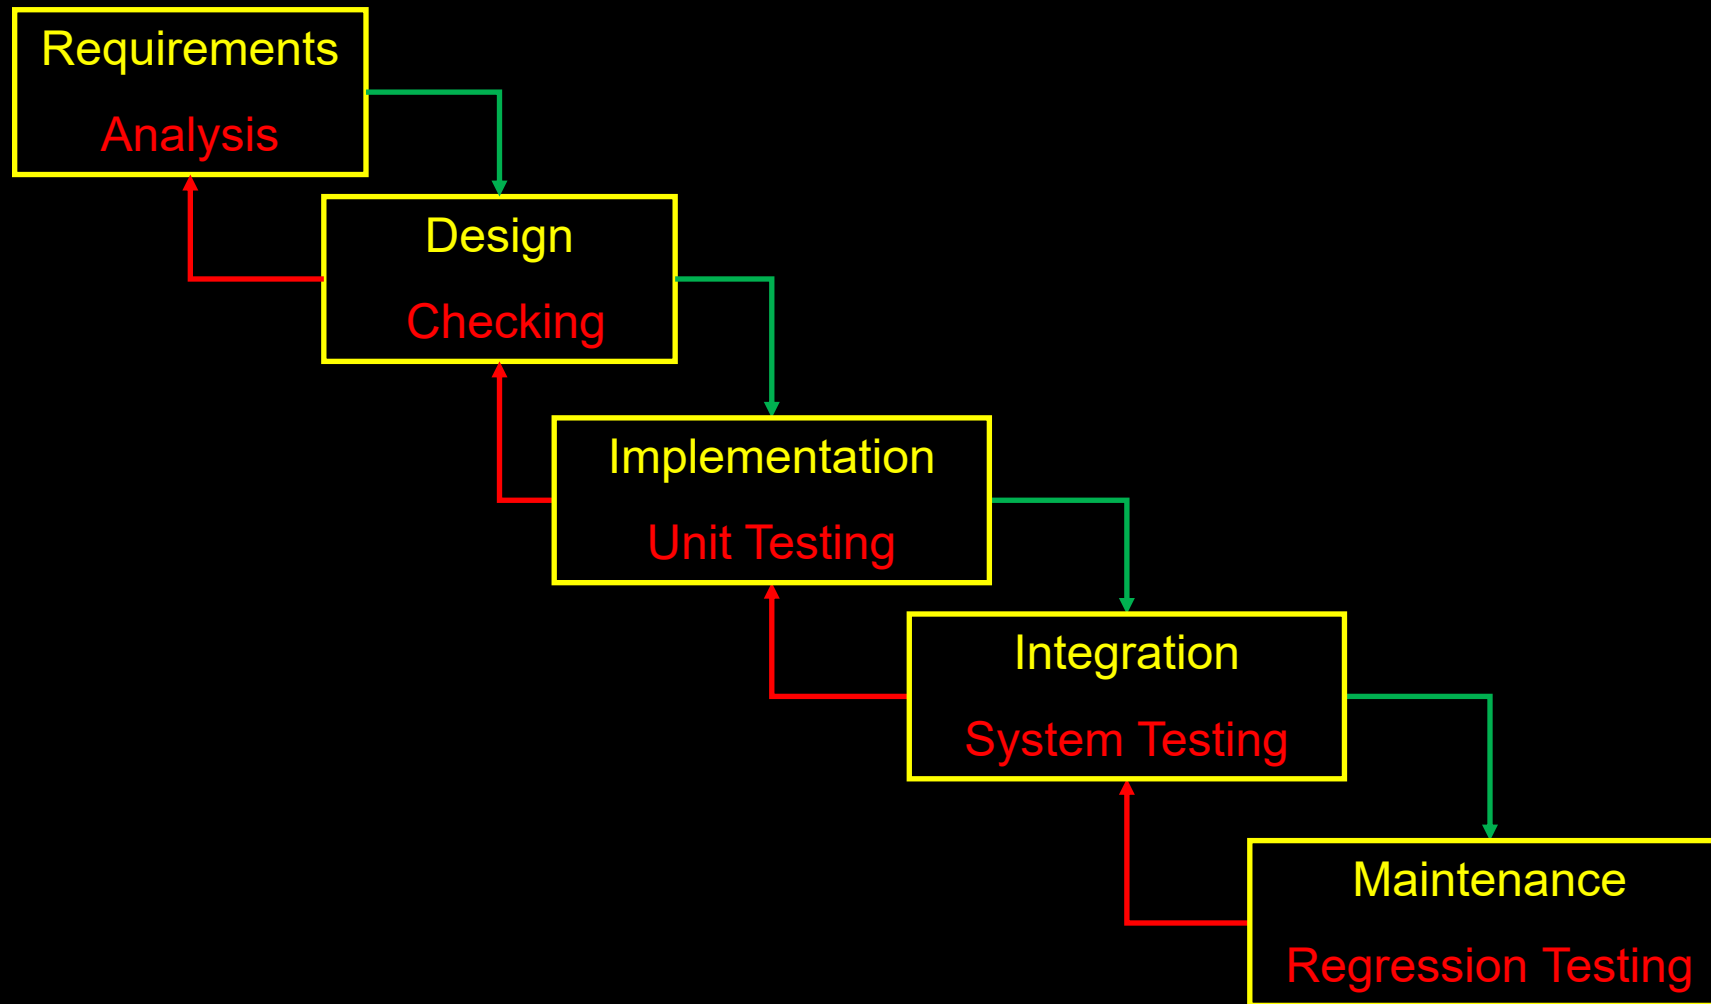 Requirements
Analysis
Design
Checking
Implementation
Unit Testing
Integration
System Testing
Maintenance
Regression Testing